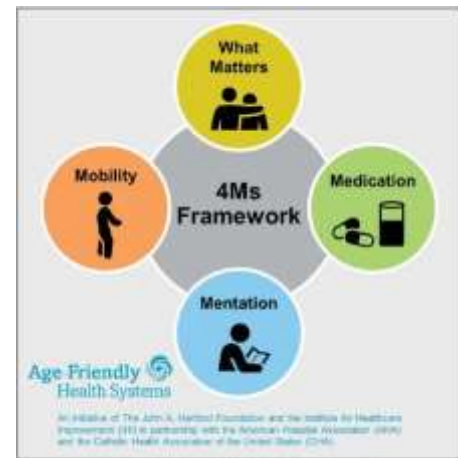 What
Matters
Mobility
4Ms
Framework
Medication
Mentation
Age Friendly
Health Systems
An initiative of The John A. Hartford Foundation and the Institute for Healthcare
Improvement (IHI) in partnership with the American Hospital Association (AHA)
and the Catholic Health Association of the United States (CHA).